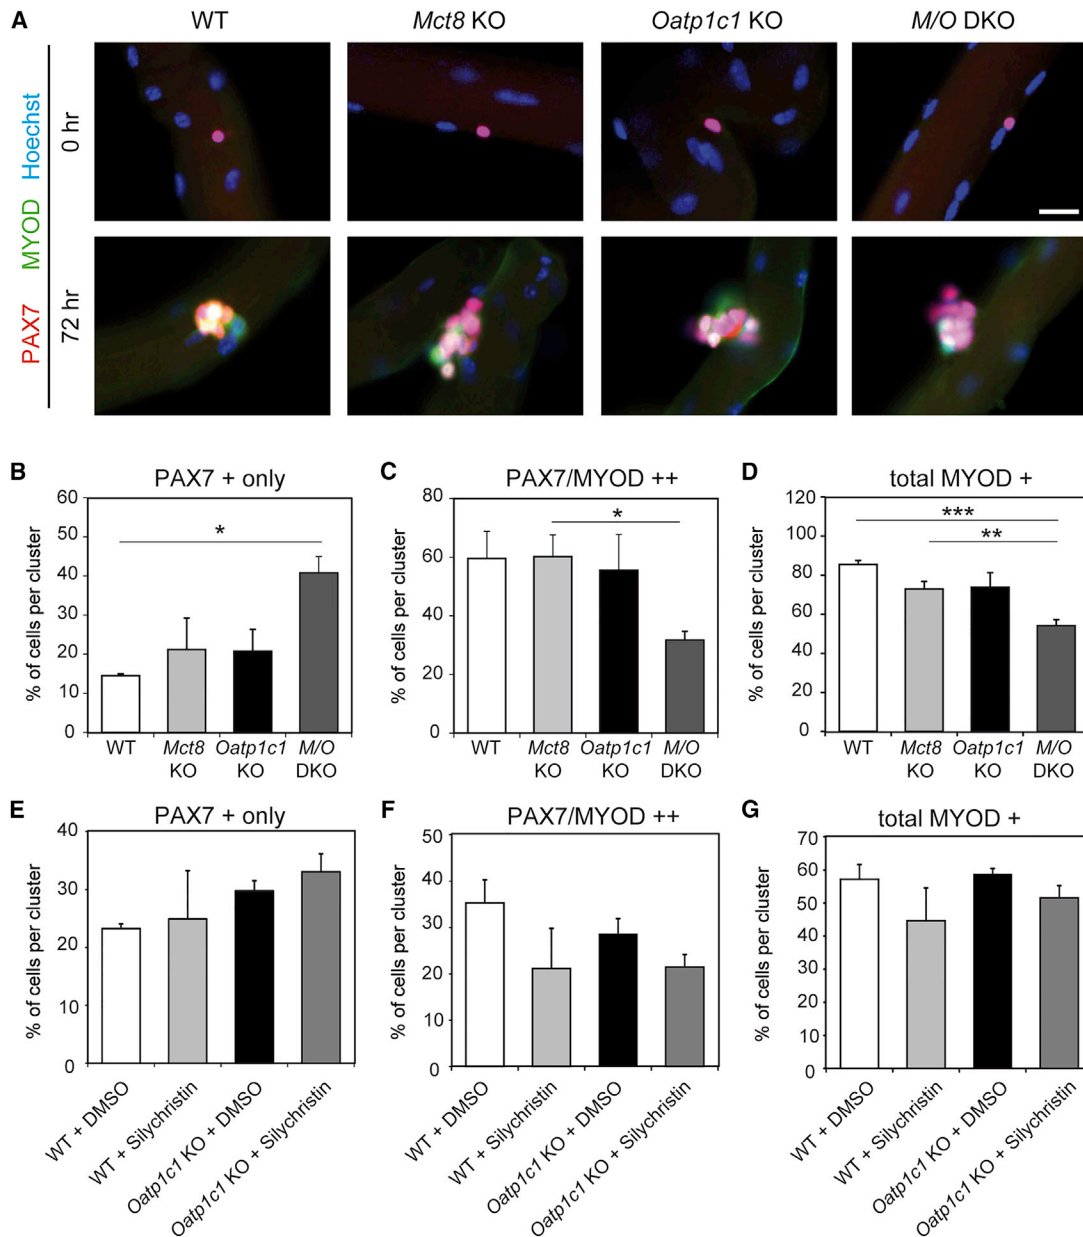 A
WT
Mct8 KO
Oatp1c1 KO
M/O DKO
PAX7 MYOD Hoechst
0 hr
72 hr
B
PAX7 + only
% of cells per cluster
60
50
40
30
20
10
0
*
WT
Mct8 KO
Oatp1c1 KO
M/O DKO
C
PAX7/MYOD ++
% of cells per cluster
80
60
40
20
0
*
WT
Mct8 KO
Oatp1c1 KO
M/O DKO
D
total MYOD +
% of cells per cluster
120
100
80
60
40
20
0
***
**
WT
Mct8 KO
Oatp1c1 KO
M/O DKO
E
PAX7 + only
% of cells per cluster
40
30
20
10
0
WT + DMSO
WT + Silychristin
Oatp1c1 KO + DMSO
Oatp1c1 KO + Silychristin
F
PAX7/MYOD ++
% of cells per cluster
50
40
30
20
10
0
WT + DMSO
WT + Silychristin
Oatp1c1 KO + DMSO
Oatp1c1 KO + Silychristin
G
total MYOD +
% of cells per cluster
70
60
50
40
30
20
10
0
WT + DMSO
WT + Silychristin
Oatp1c1 KO + DMSO
Oatp1c1 KO + Silychristin